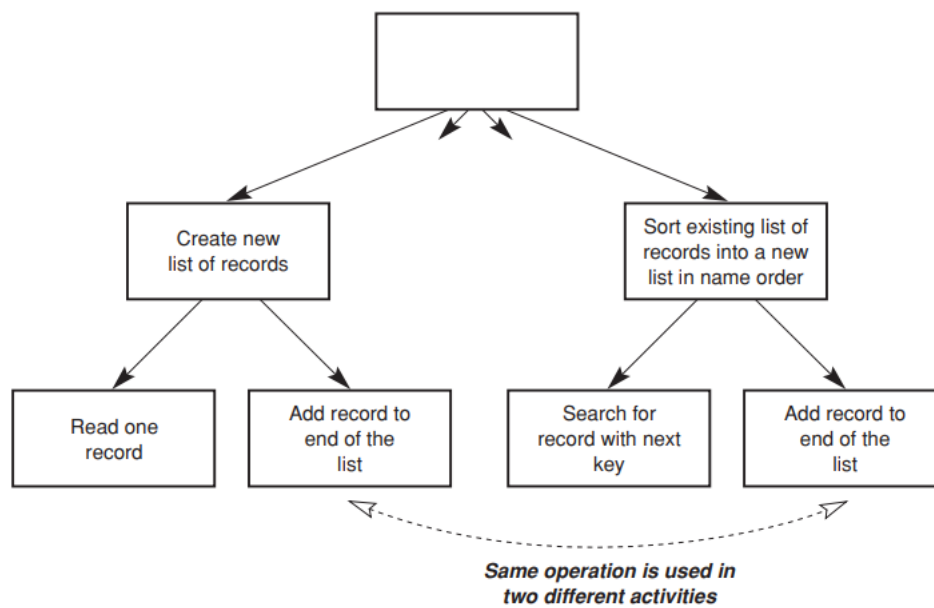 Create new
list of records
Sort existing list of
records into a new
list in name order
Read one
record
Add record to
end of the
list
Search for
record with next
key
Add record to
end of the
list
Same operation is used in
two different activities